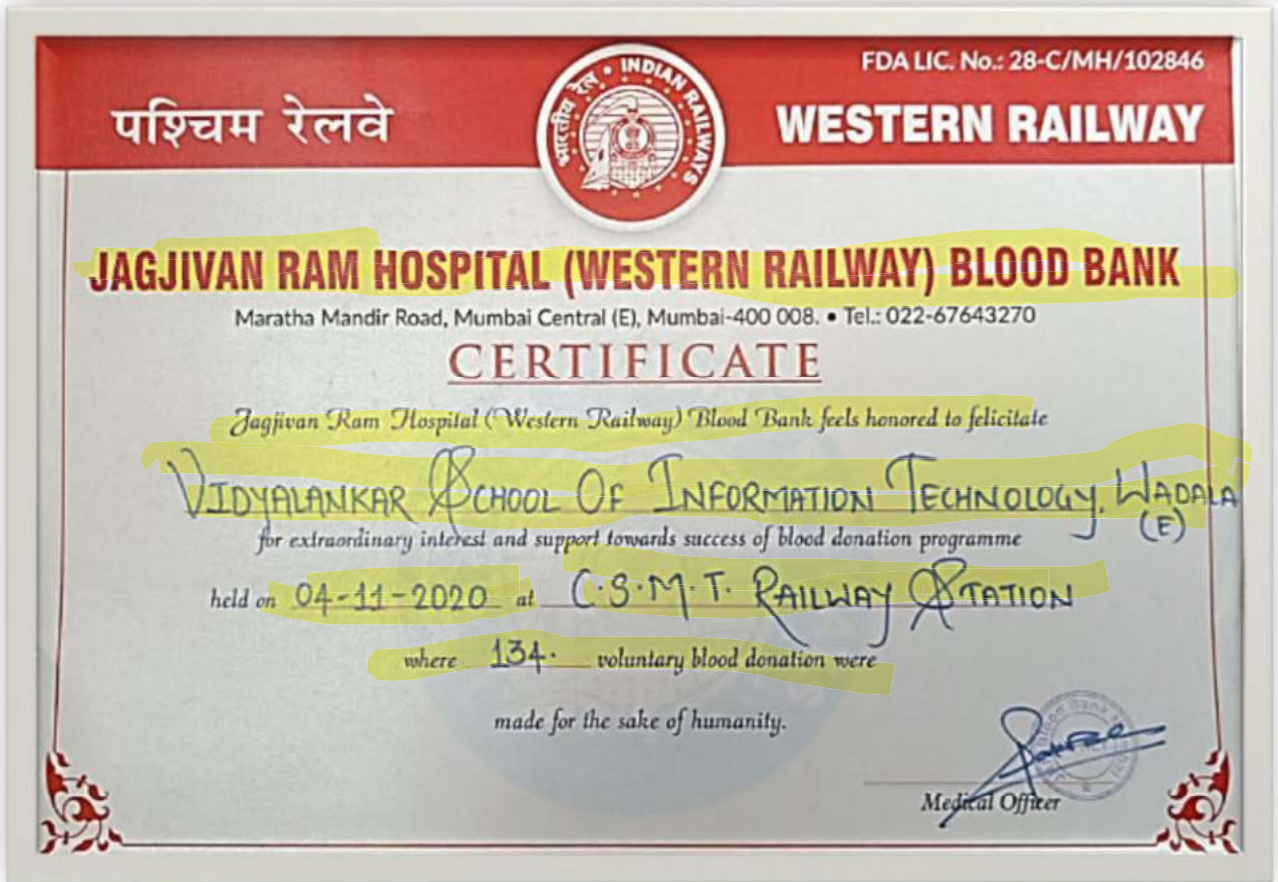 FDA LIC. No.: 28-C/MH/102846
पश्चिम रेलवे
भारतीय रेल • INDIAN RAILWAYS
WESTERN RAILWAY
JAGJIVAN RAM HOSPITAL (WESTERN RAILWAY) BLOOD BANK
Maratha Mandir Road, Mumbai Central (E), Mumbai-400 008. • Tel.: 022-67643270
CERTIFICATE
Jagjivan Ram Hospital (Western Railway) Blood Bank feels honored to felicitate
VIDYALANKAR SCHOOL OF INFORMATION TECHNOLOGY, WADALA
(E)
for extraordinary interest and support towards success of blood donation programme
held on 04-11-2020 at C.S.M.T. RAILWAY STATION
where 134. voluntary blood donation were
made for the sake of humanity.
Blood Bank
Medical Officer